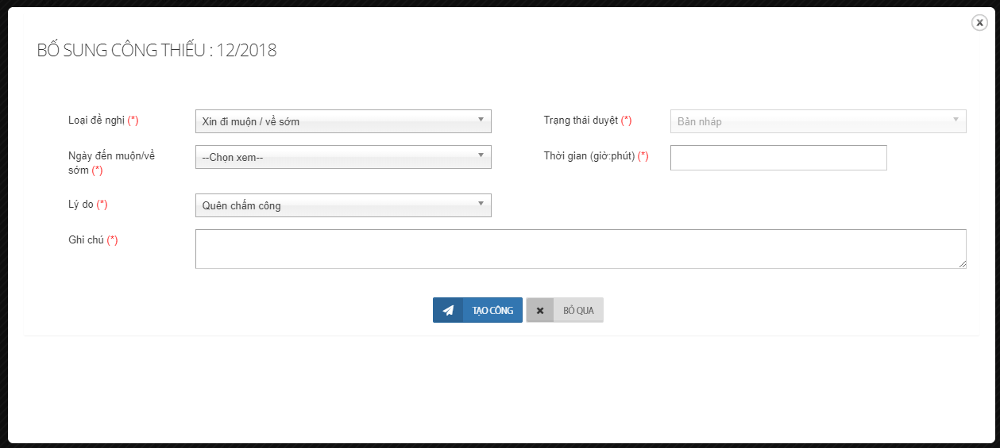 BỐ SUNG CÔNG THIẾU : 12/2018
Loại đề nghị (*)
Xin đi muộn / về sớm
Trạng thái duyệt (*)
Bản nháp
Ngày đến muộn/về
sớm (*)
--Chọn xem--
Thời gian (giờ:phút) (*)
Lý do (*)
Quên chấm công
Ghi chú (*)
TẠO CÔNG
BỎ QUA